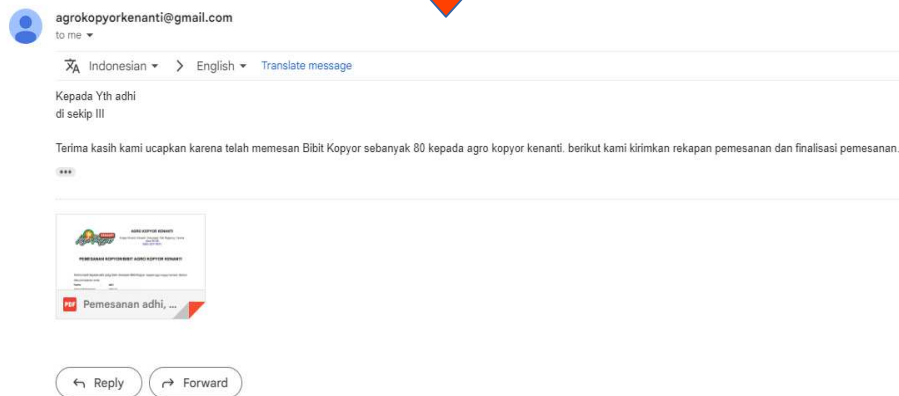 agrokopyorkenanti@gmail.com
to me
Indonesian > English Translate message
Kepada Yth adhi
di sekip III
Terima kasih kami ucapkan karena telah memesan Bibit Kopyor sebanyak 80 kepada agro kopyor kenanti. berikut kami kirimkan rekapan pemesanan dan finalisasi pemesanan.
AGRO KOPYOR KENANTI
PEMESANAN KOPYOR BIBIT AGRO KOPYOR KENANTI
PDF Pemesanan adhi, ...
Reply Forward